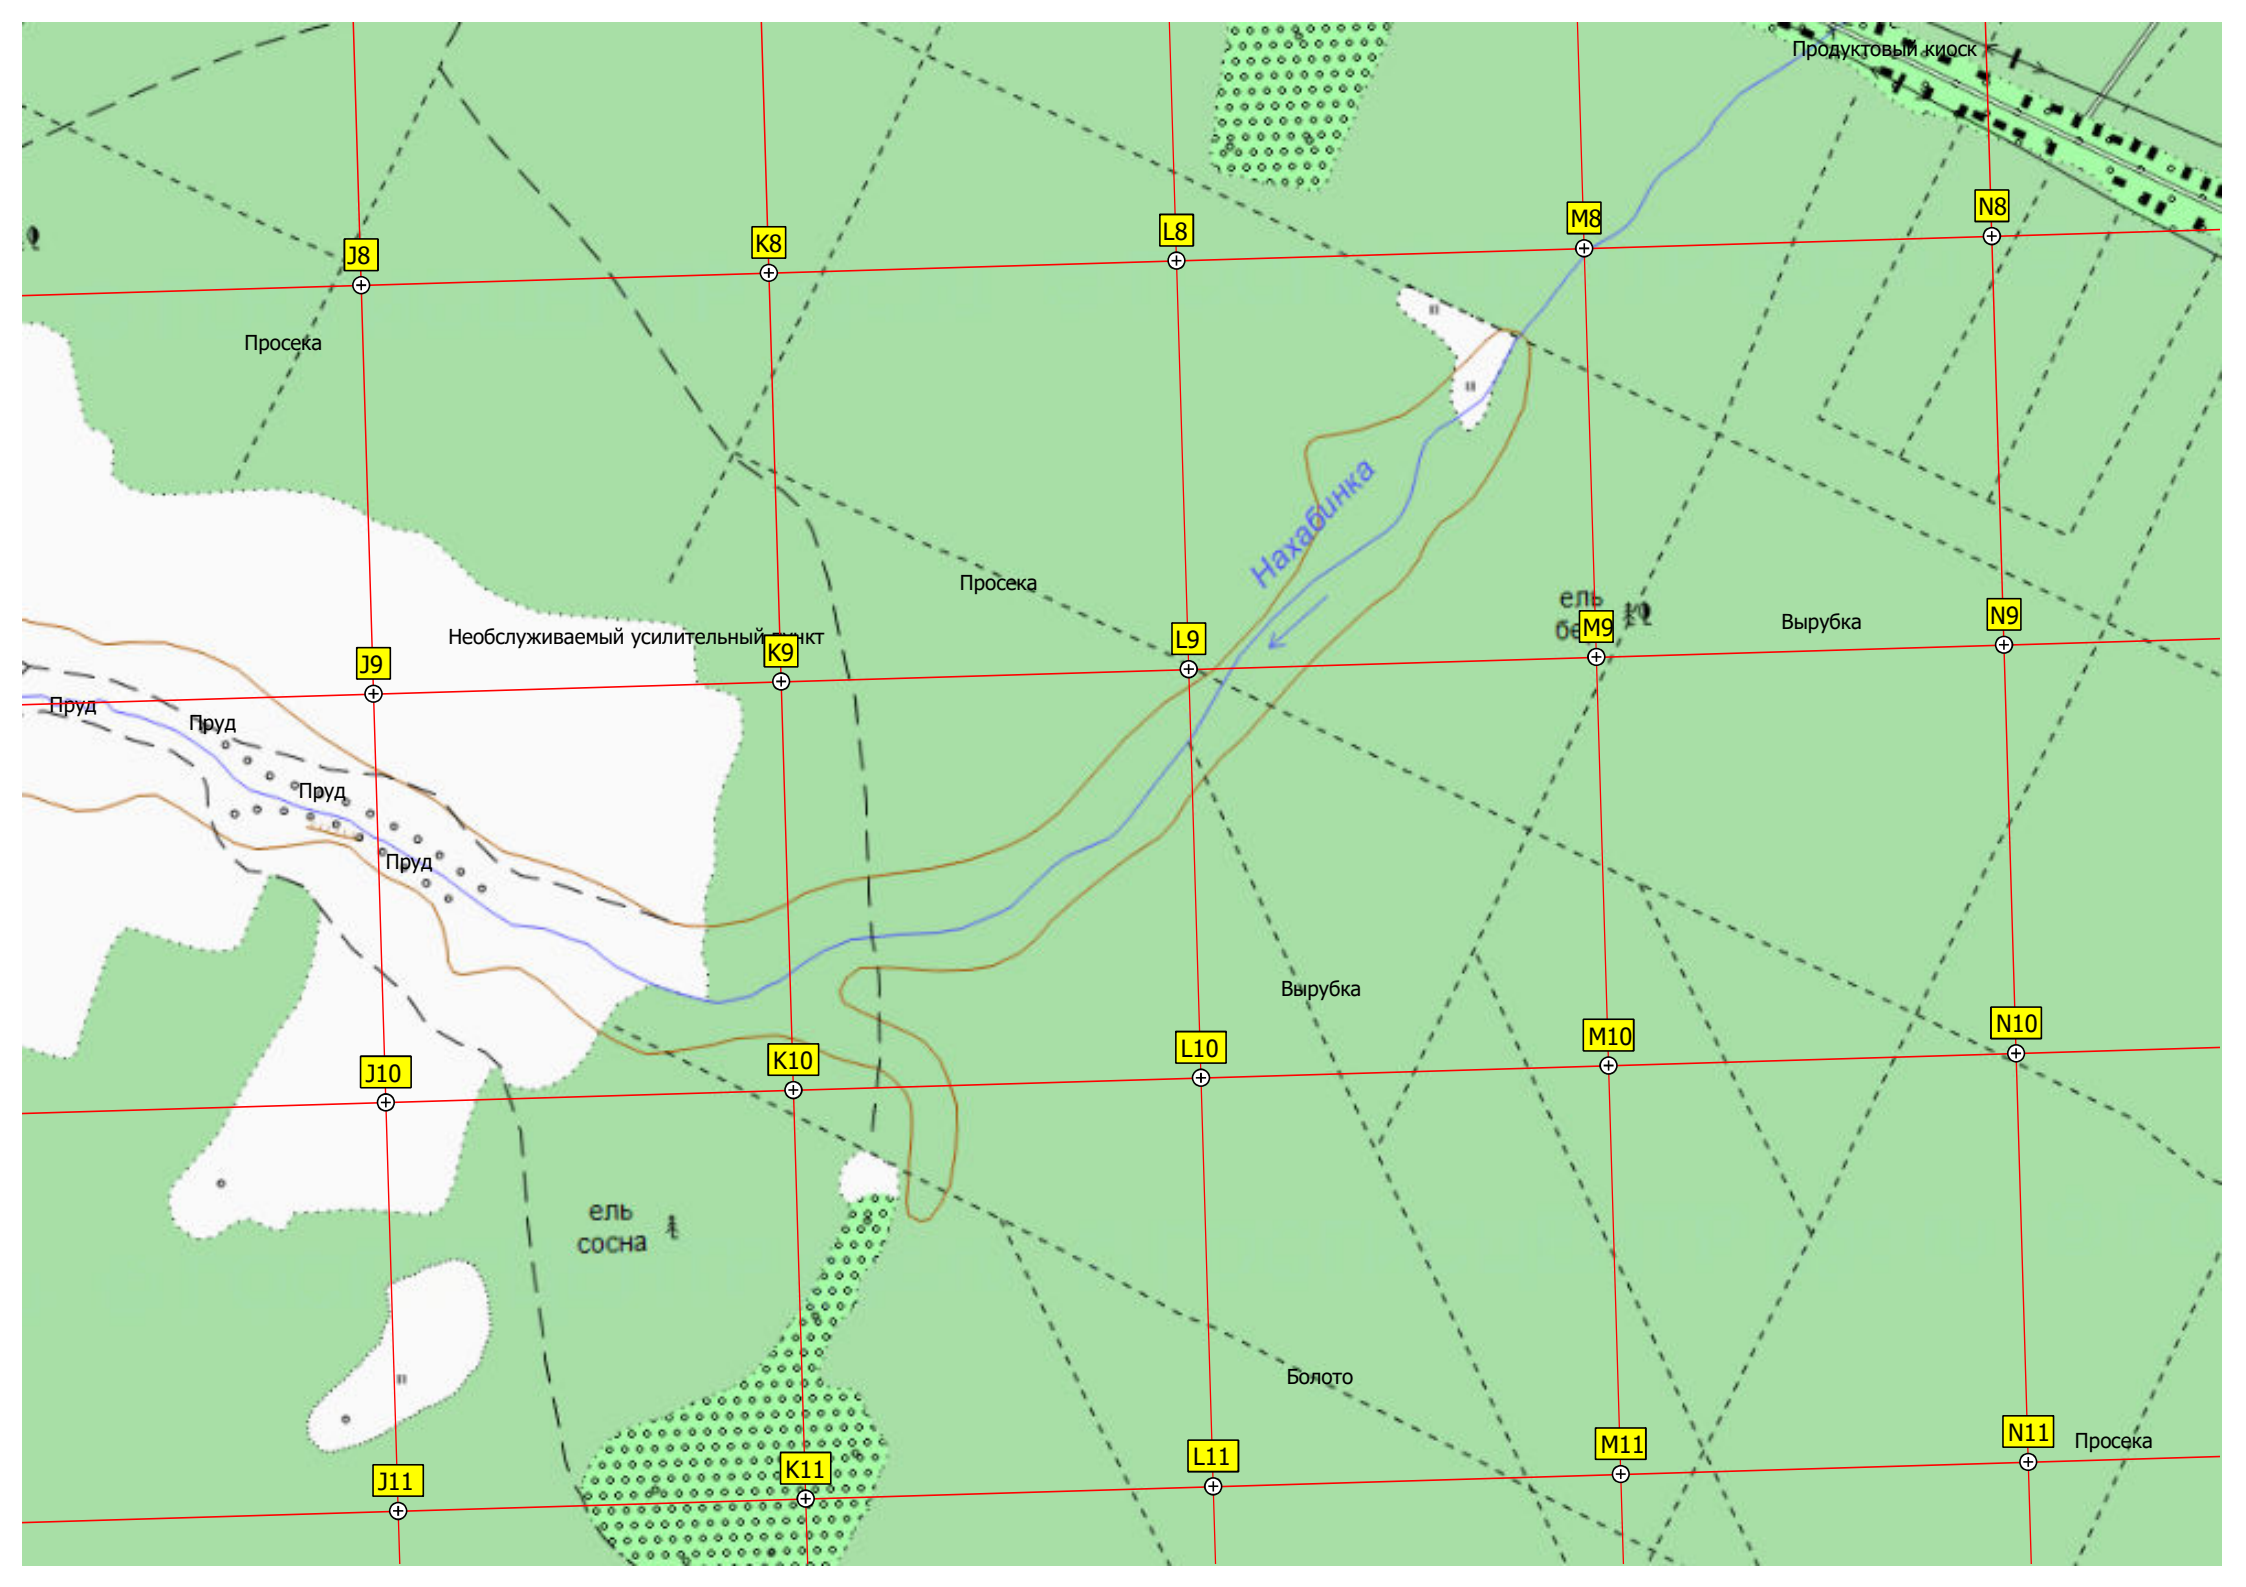 Продуктовый киоск
J8
K8
L8
M8
N8
Просека
Нахабинка
Просека
ель
Вырубка
Необслуживаемый усилительный пункт
J9
K9
L9
M9
N9
Пруд
Пруд
Пруд
Пруд
Вырубка
J10
K10
L10
M10
N10
ель
сосна
Болото
J11
K11
L11
M11
N11
Просека